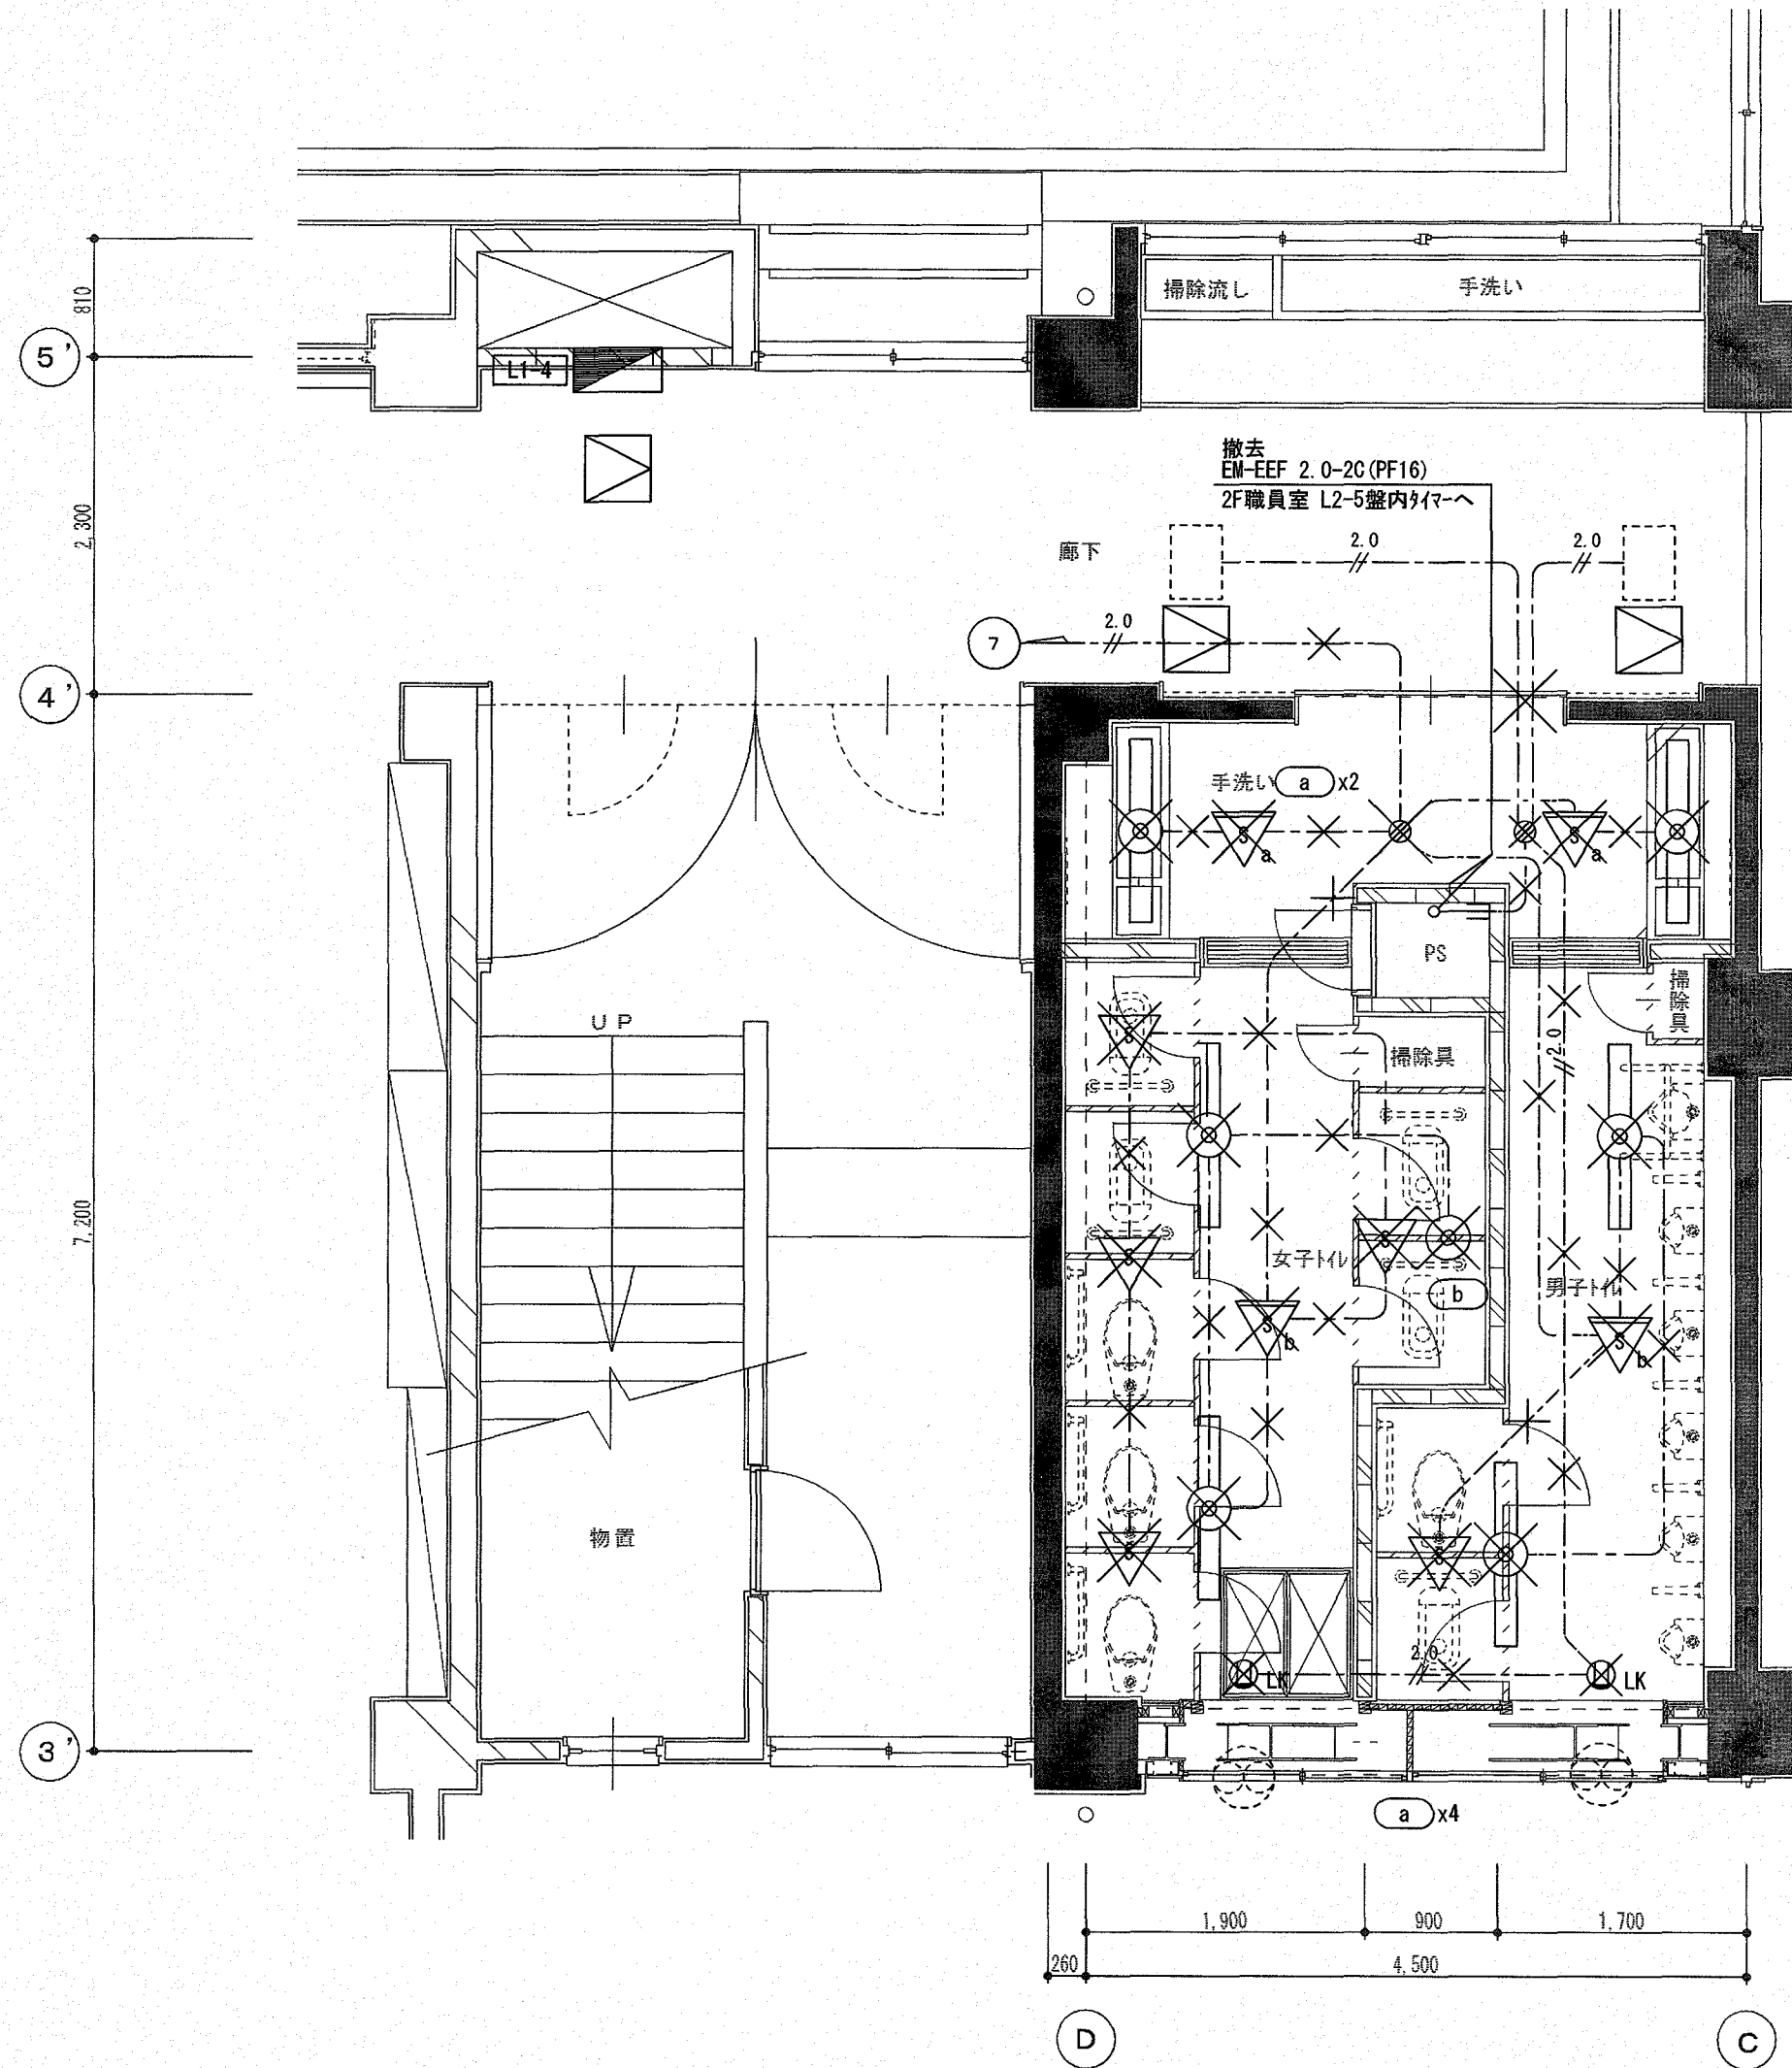 掃除流し
手洗い
810
5'
L1-4
撤去
EM-EEF 2.0-2C(PF16)
2F職員室 L2-5盤内タイマーへ
2,300
廊下
2.0
2.0
2.0
7
4'
手洗い a x2
S
a
S
a
PS
掃除具
UP
S
掃除具
2.0
7,200
S
女子トイレ
S
b
男子トイレ
S
b
S
b
物置
S
S
2.0
LK
LK
3'
a x4
1,900
900
1,700
260
4,500
D
C